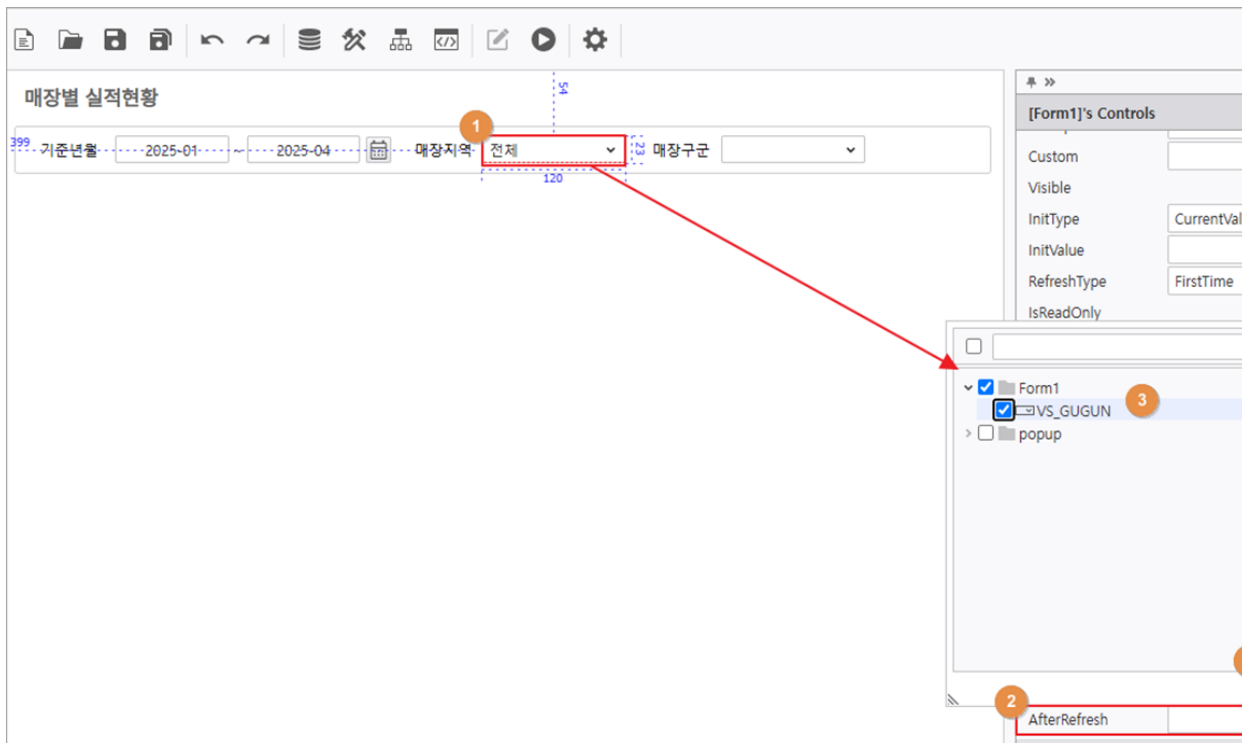 매장별 실적현황
54
1
399 기준년월 2025-01 ~ 2025-04 매장지역 전체 23 매장구군
120
[Form1]'s Controls
Custom
Visible
InitType CurrentVal
InitValue
RefreshType FirstTime
IsReadOnly
Form1
VS_GUGUN 3
popup
2
AfterRefresh